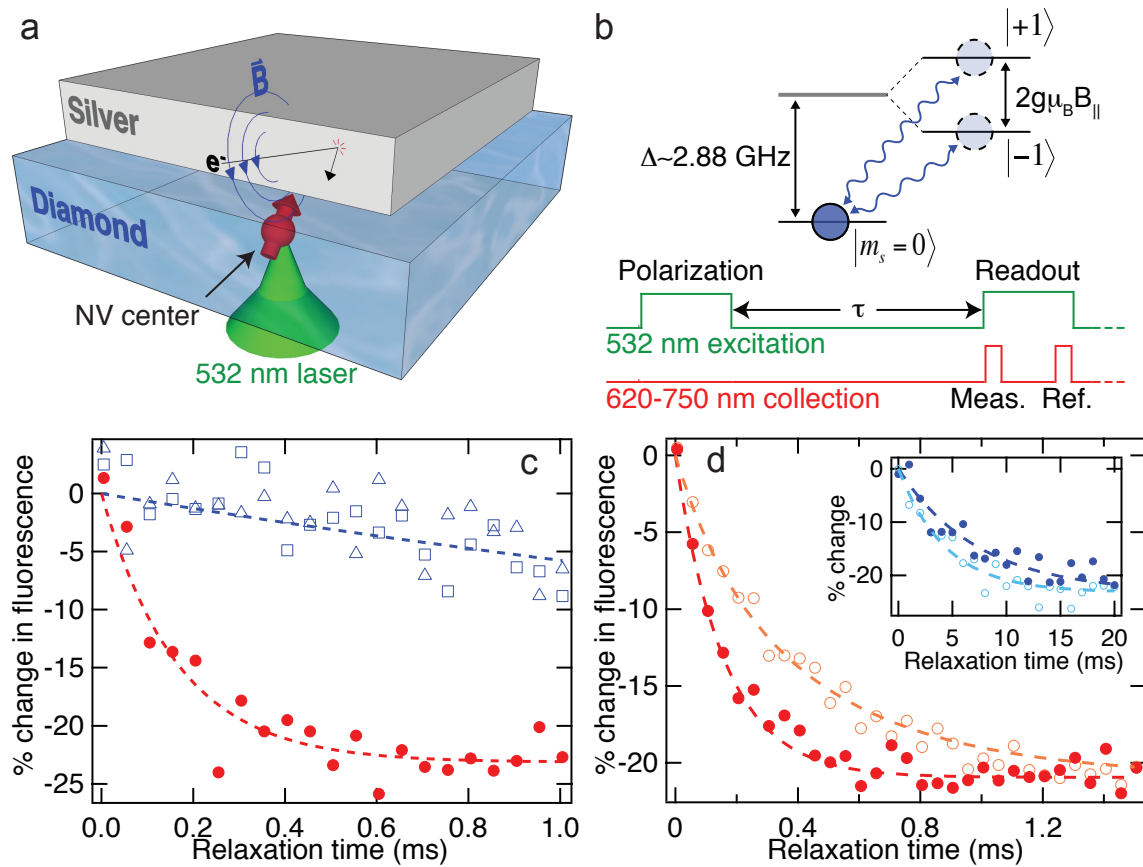 a
B
Silver
e-
Diamond
NV center
532 nm laser
b
|+1⟩
2gμ_B B_||
|−1⟩
Δ~2.88 GHz
|m_s = 0⟩
Polarization
Readout
τ
532 nm excitation
620-750 nm collection
Meas.
Ref.
c
% change in fluorescence
0
-5
-10
-15
-20
-25
0.0
0.2
0.4
0.6
0.8
1.0
Relaxation time (ms)
d
% change in fluorescence
0
-5
-10
-15
-20
0
0.4
0.8
1.2
Relaxation time (ms)
% change
0
-10
-20
0
5
10
15
20
Relaxation time (ms)